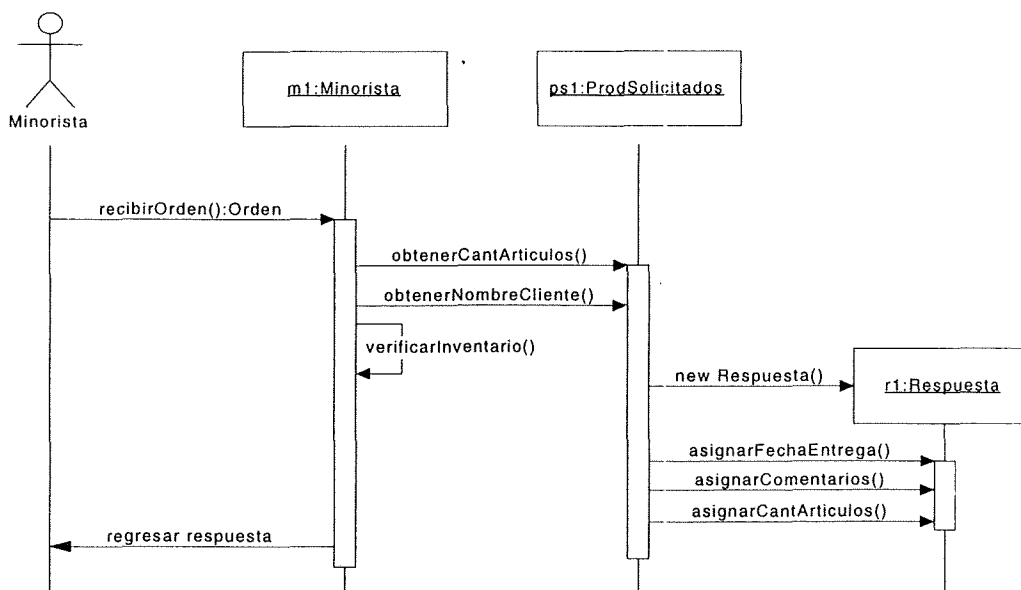 Minorista
m1:Minorista
ps1:ProdSolicitados
recibirOrden():Orden
obtenerCantArticulos()
obtenerNombreCliente()
verificarInventario()
new Respuesta()
r1:Respuesta
asignarFechaEntrega()
asignarComentarios()
asignarCantArticulos()
regresar respuesta